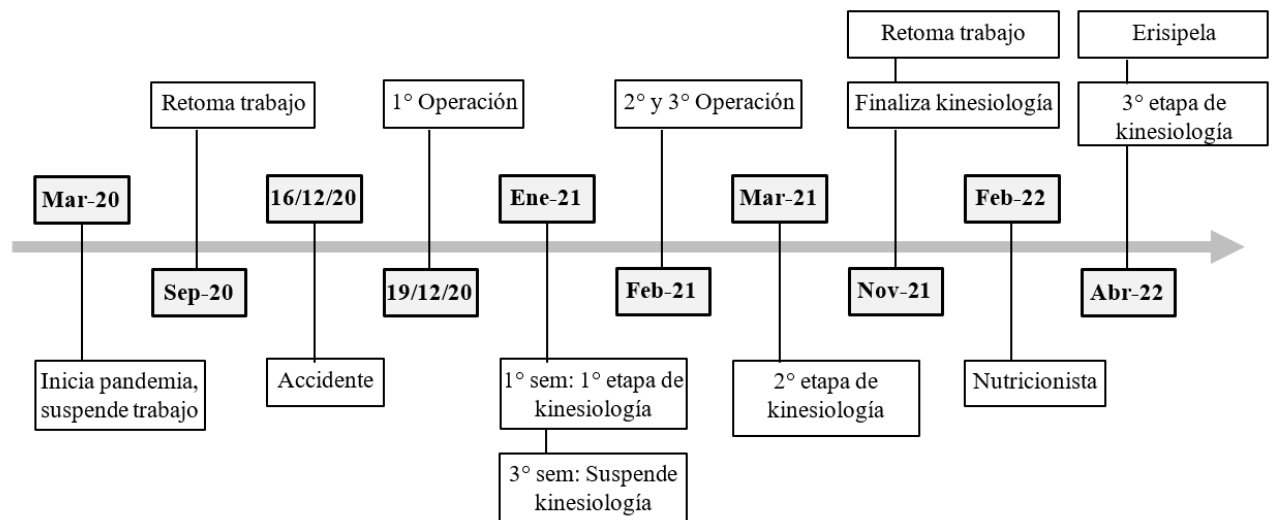 Retoma trabajo
Erisipela
Retoma trabajo
1° Operación
2° y 3° Operación
Finaliza kinesiología
3° etapa de
kinesiología
Mar-20
16/12/20
Ene-21
Mar-21
Feb-22
Sep-20
19/12/20
Feb-21
Nov-21
Abr-22
Inicia pandemia,
suspende trabajo
Accidente
1° sem: 1° etapa de
kinesiología
2° etapa de
kinesiología
Nutricionista
3° sem: Suspende
kinesiología